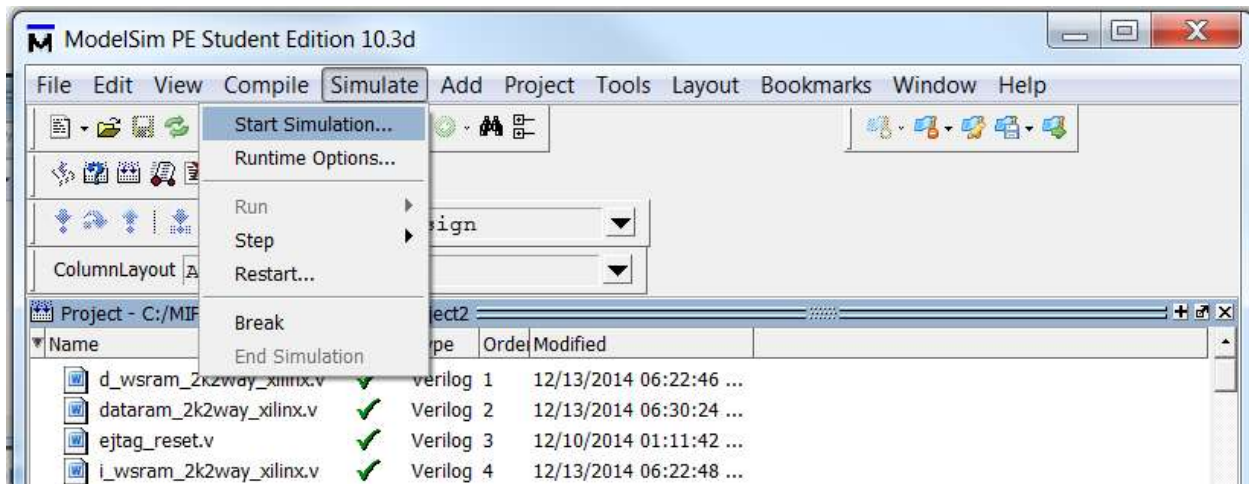 ModelSim PE Student Edition 10.3d
File Edit View Compile Simulate Add Project Tools Layout Bookmarks Window Help
Start Simulation...
Runtime Options...
Run
Step
Restart...
Break
End Simulation
sign
ColumnLayout A
Project - C:/MIF ject2
Name pe Order Modified
d_wsram_2k2way_xilinx.v Verilog 1 12/13/2014 06:22:46 ...
dataram_2k2way_xilinx.v Verilog 2 12/13/2014 06:30:24 ...
ejtag_reset.v Verilog 3 12/10/2014 01:11:42 ...
i_wsram_2k2way_xilinx.v Verilog 4 12/13/2014 06:22:48 ...